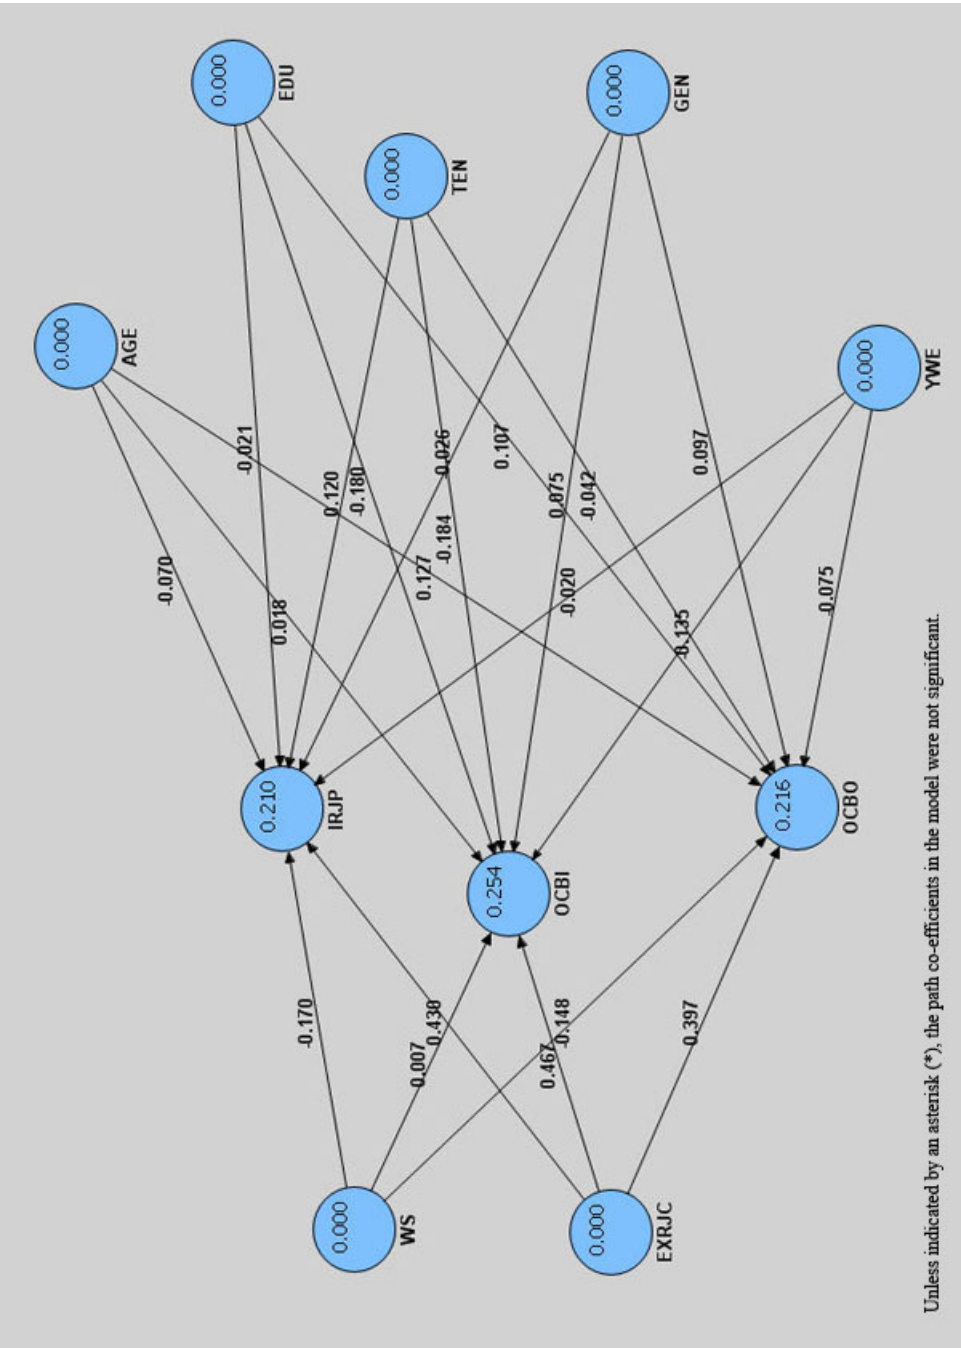 0.000
AGE
-0.070
0.000
EDU
-0.021
0.210
IRJP
0.018
-0.170
0.120
0.000
WS
-0.180
0.000
TEN
0.127
0.007
0.430
-0.184
0.026
0.254
OCBI
0.107
0.467
-0.148
0.075
-0.020
-0.042
0.000
EXRJC
0.000
GEN
-0.135
0.397
0.097
0.216
OCBO
-0.075
0.000
YWE
Unless indicated by an asterisk (*), the path co-efficients in the model were not significant.